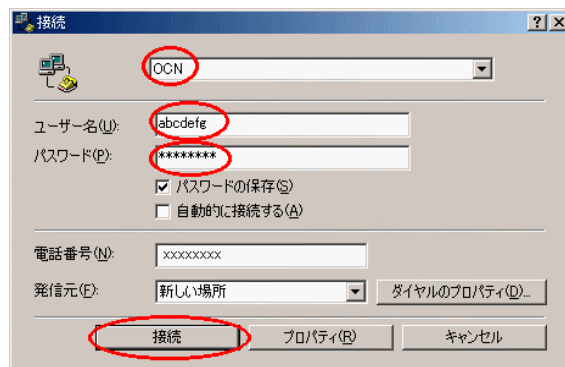 接続
OCN
ユーザー名(U): abcdefg
パスワード(P): ********
パスワードの保存(S)
自動的に接続する(A)
電話番号(N): xxxxxxxx
発信元(F): 新しい場所 ダイヤルのプロパティ(D)...
接続 プロパティ(R) キャンセル